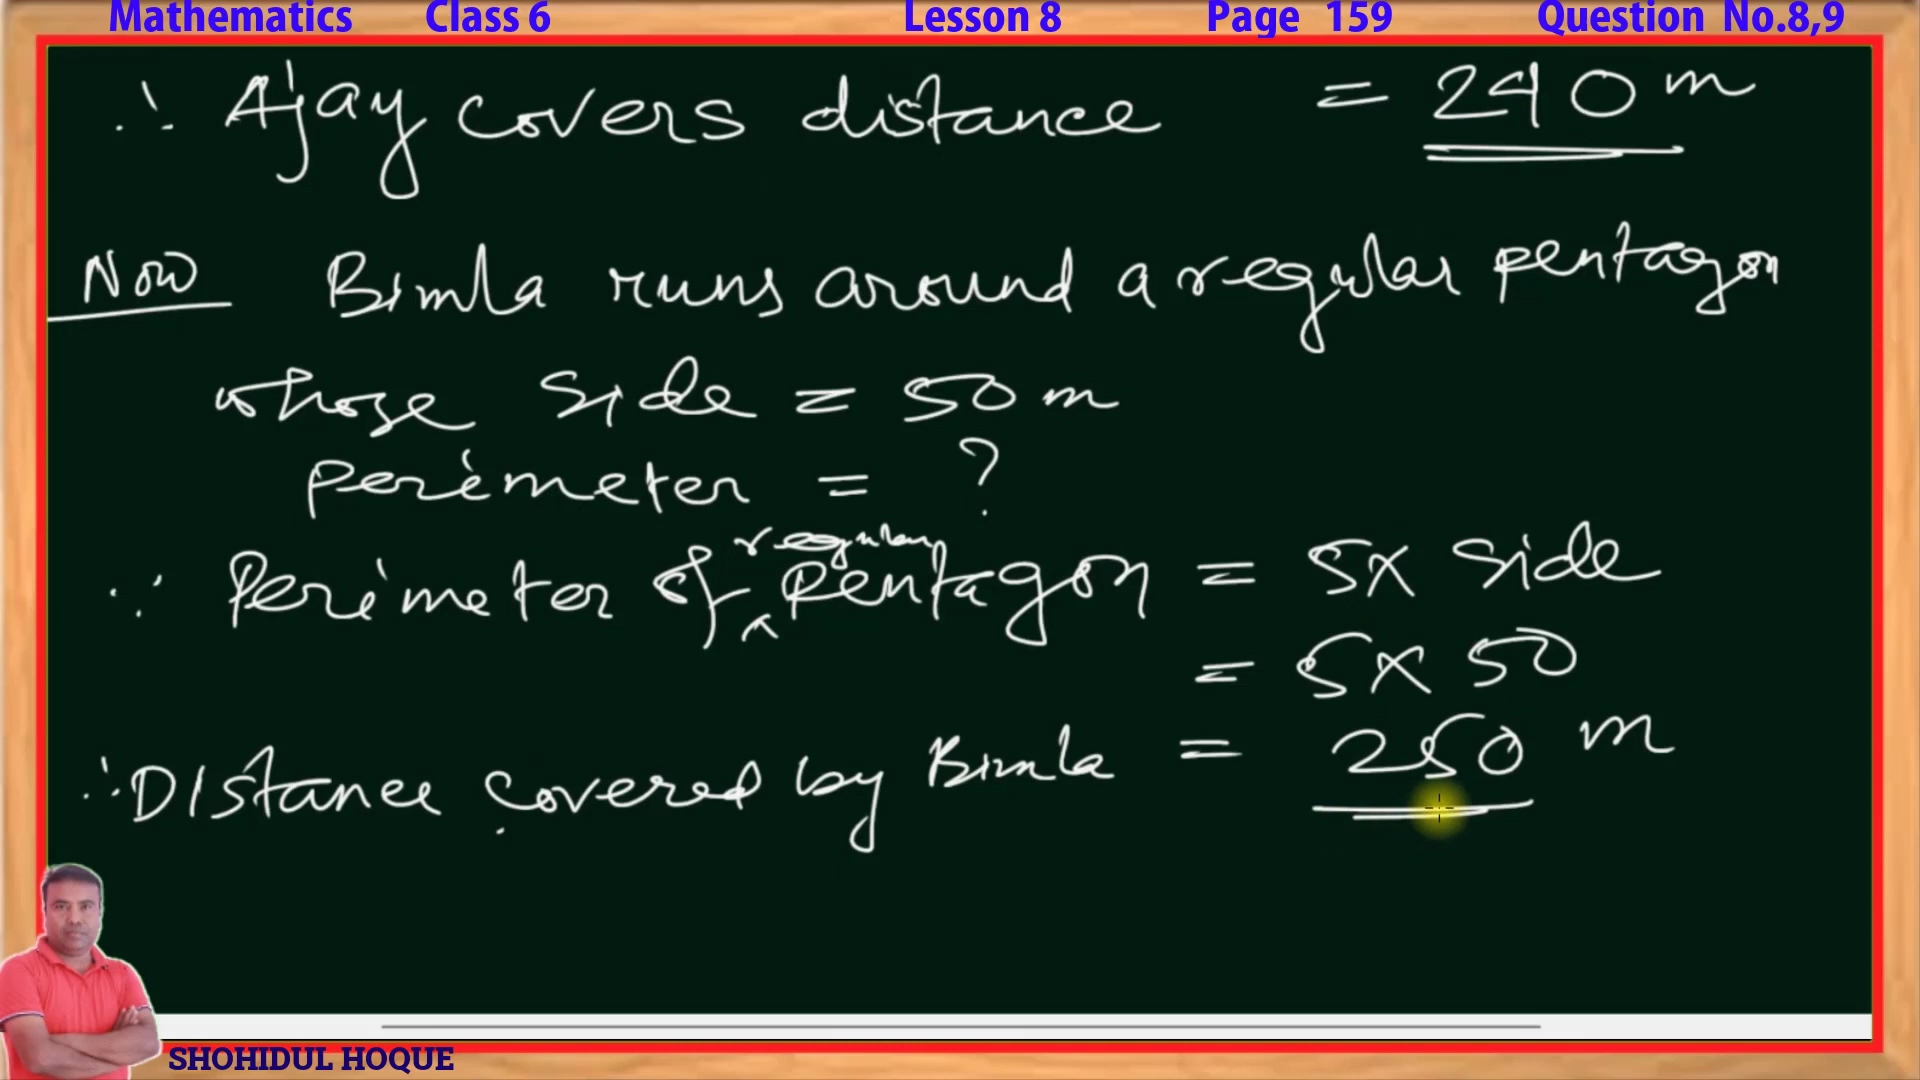 Mathematics Class 6 Lesson 8 Page 159 Question No.8,9
∴ Ajay covers distance = 240 m
Now Bimla runs around a regular pentagon
whose side = 50 m
perimeter = ?
∵ Perimeter of regular pentagon = 5× side
= 5× 50
∴ Distance covered by Bimla = 250 m
SHOHIDUL HOQUE